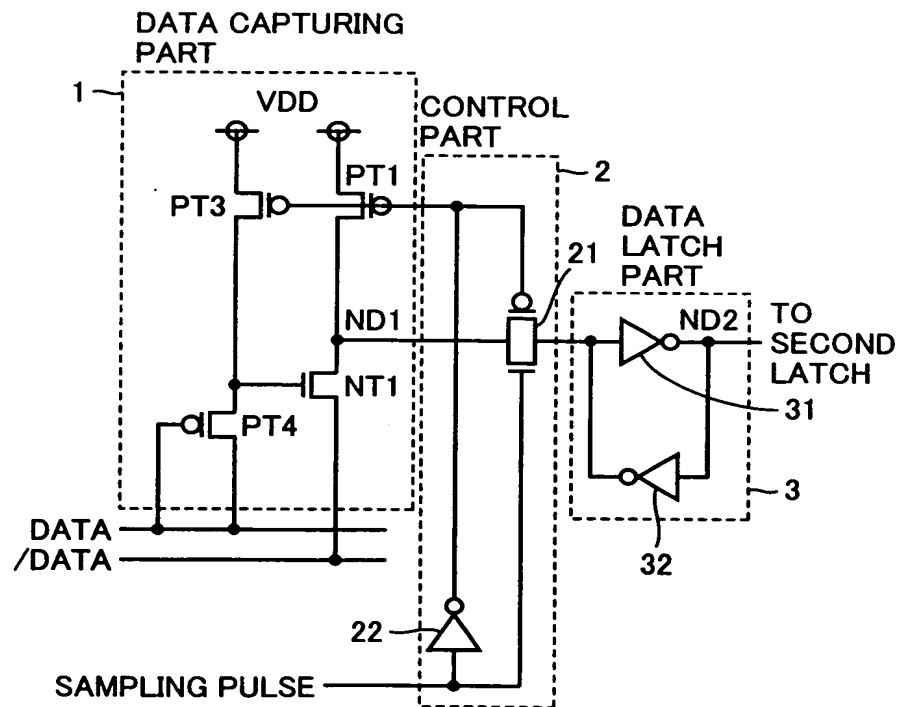 DATA CAPTURING
PART
1
VDD
CONTROL
PART
PT1
2
PT3
DATA
LATCH
PART
21
ND1
ND2
TO
SECOND
LATCH
NT1
31
PT4
3
DATA
/DATA
32
22
SAMPLING PULSE